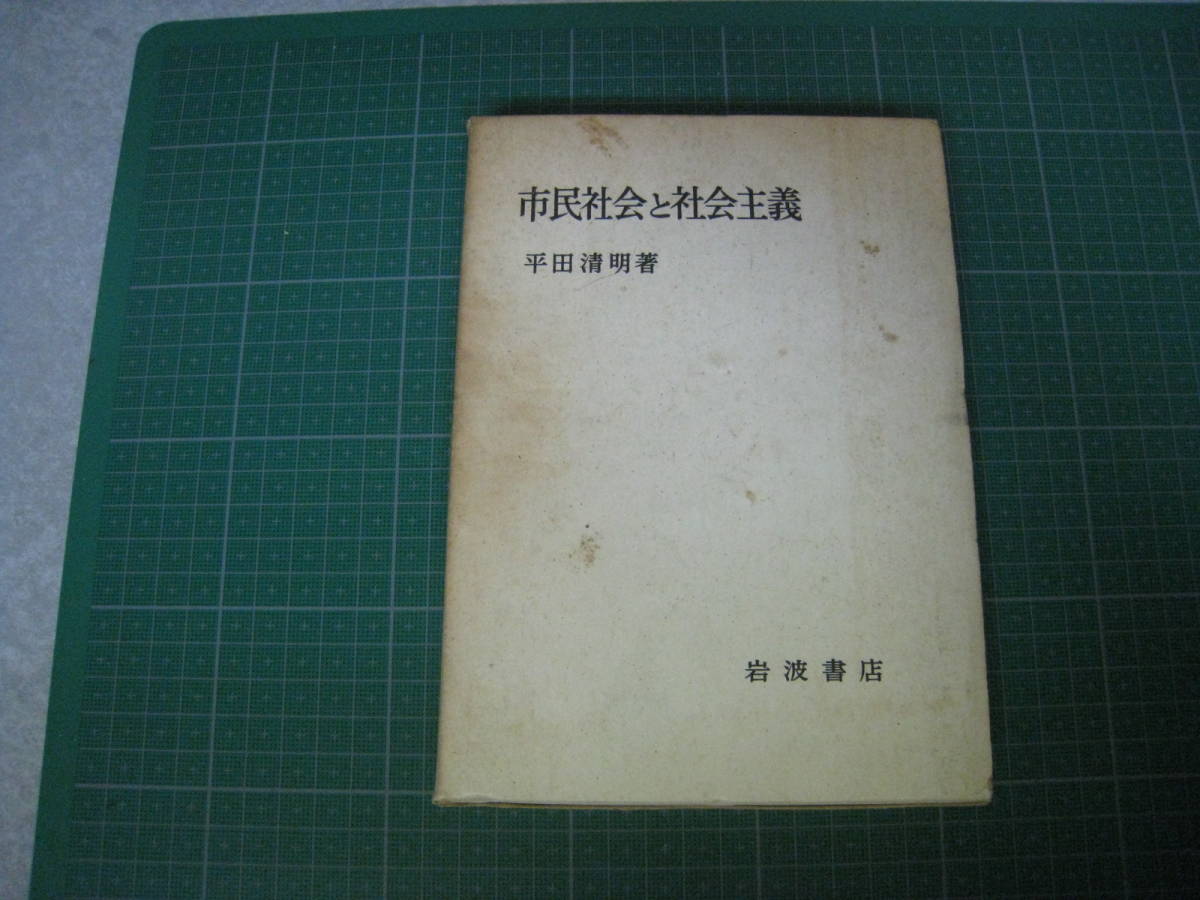 市民社会と社会主義
平田清明著
岩波書店